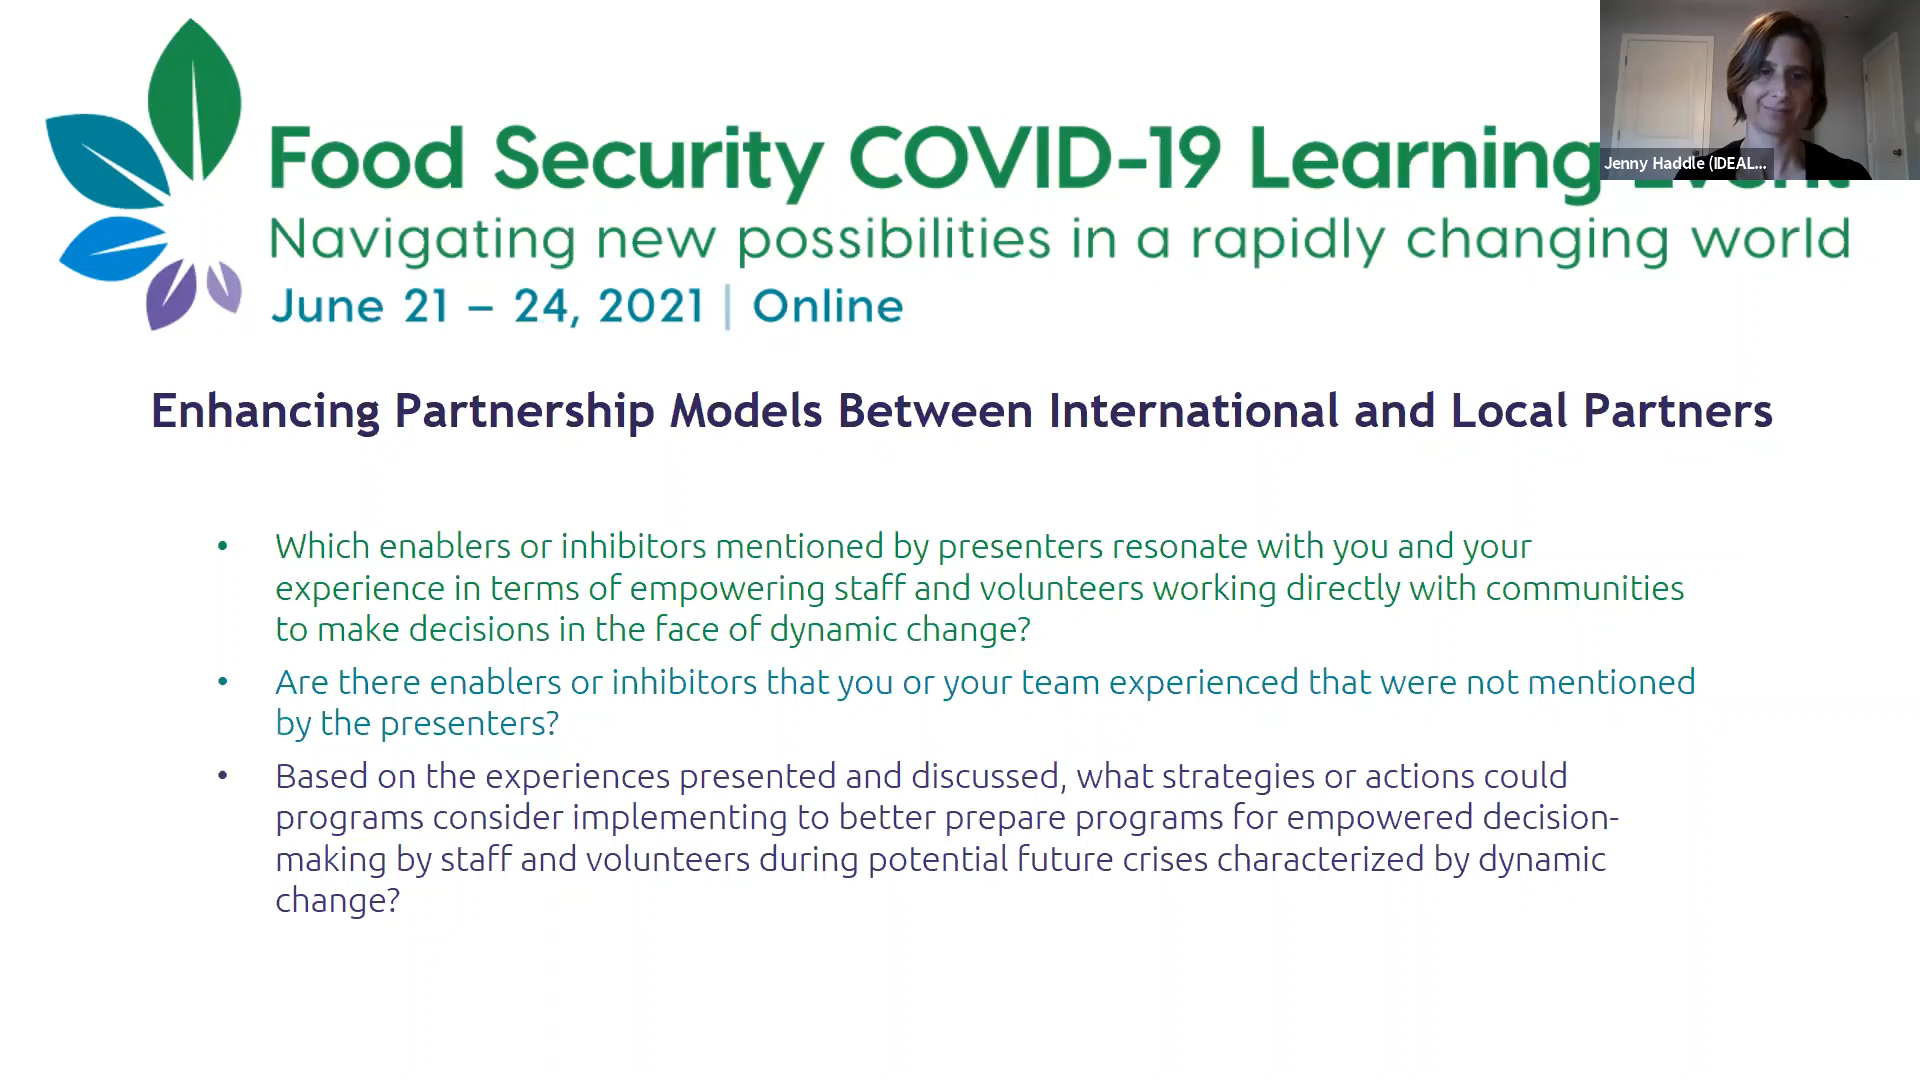 Food Security COVID-19 Learning
Navigating new possibilities in a rapidly changing world
June 21 – 24, 2021 | Online
Jenny Haddle (IDEAL...
Enhancing Partnership Models Between International and Local Partners
• Which enablers or inhibitors mentioned by presenters resonate with you and your
experience in terms of empowering staff and volunteers working directly with communities
to make decisions in the face of dynamic change?
• Are there enablers or inhibitors that you or your team experienced that were not mentioned
by the presenters?
• Based on the experiences presented and discussed, what strategies or actions could
programs consider implementing to better prepare programs for empowered decision-
making by staff and volunteers during potential future crises characterized by dynamic
change?